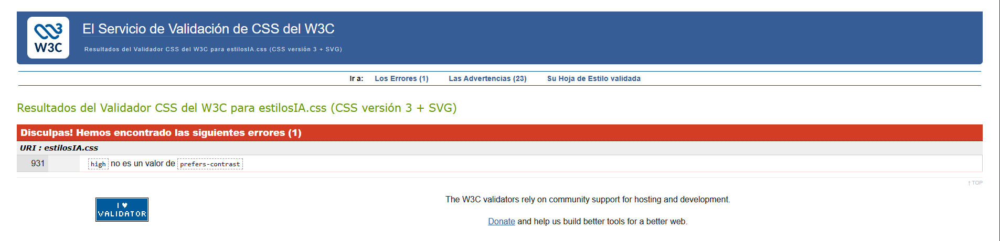 W3C
El Servicio de Validación de CSS del W3C
Resultados del Validador CSS del W3C para estilosIA.css (CSS versión 3 + SVG)
Ir a: Los Errores (1) Las Advertencias (23) Su Hoja de Estilo validada
Resultados del Validador CSS del W3C para estilosIA.css (CSS versión 3 + SVG)
Disculpas! Hemos encontrado las siguientes errores (1)
URI : estilosIA.css
931 high no es un valor de prefers-contrast
↑ TOP
I ♥
VALIDATOR
The W3C validators rely on community support for hosting and development.
Donate and help us build better tools for a better web.